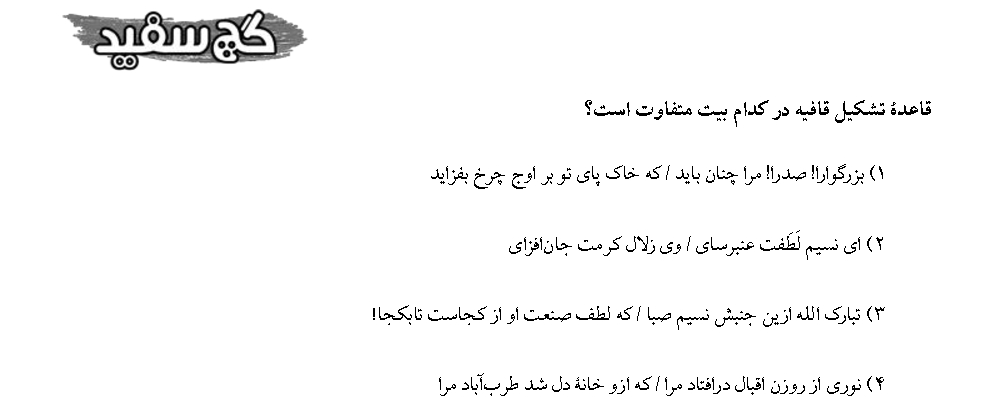 گچ سفید
قاعدهٔ تشکیل قافیه در کدام بیت متفاوت است؟
۱) بزرگوارا! صدرا! مرا چنان باید / که خاک پای تو بر اوج چرخ بفزاید
۲) ای نسیم لَطَفت عنبرسای / وی زلال کرمت جان‌افزای
۳) تبارک الله ازین جنبش نسیم صبا / که لطف صنعت او از کجاست تابکجا!
۴) نوری از روزن اقبال درافتاد مرا / که ازو خانهٔ دل شد طرب‌آباد مرا